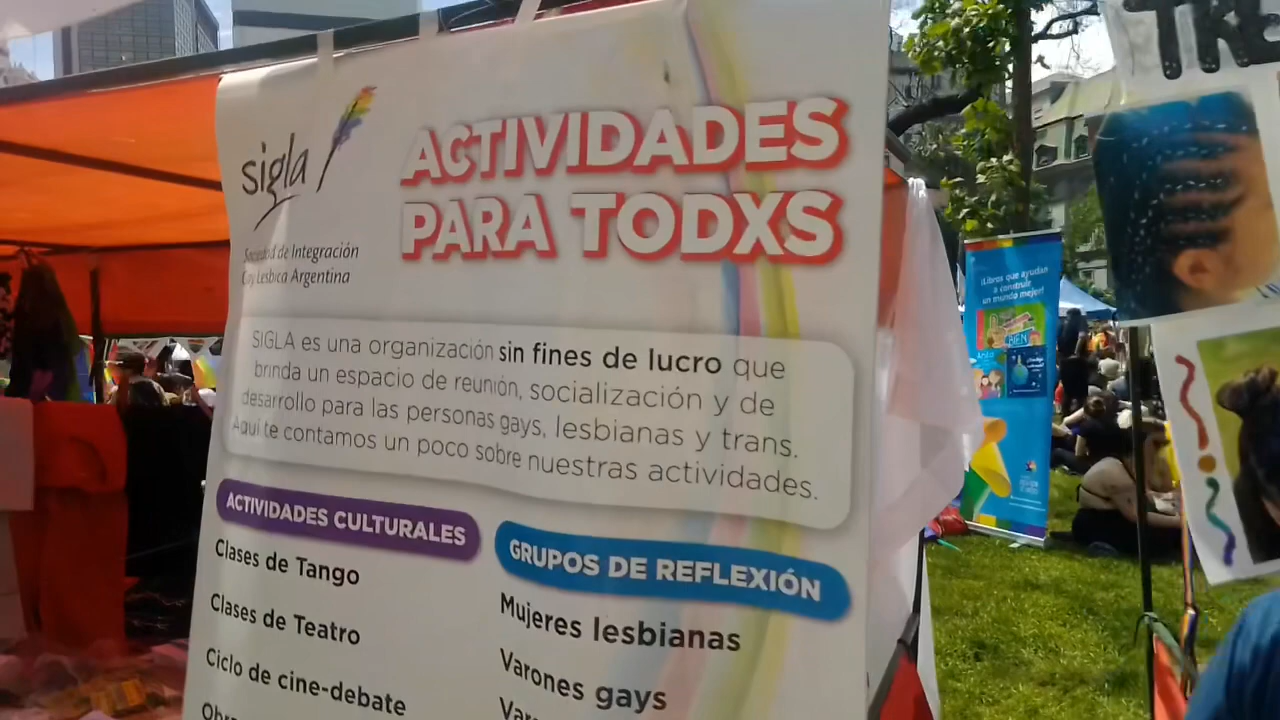 sigla
Sociedad de Integración
Gay Lésbica Argentina
ACTIVIDADES
PARA TODXS
SIGLA es una organización sin fines de lucro que
brinda un espacio de reunión, socialización y de
desarrollo para las personas gays, lesbianas y trans.
Aquí te contamos un poco sobre nuestras actividades.
ACTIVIDADES CULTURALES
Clases de Tango
Clases de Teatro
Ciclo de cine-debate
GRUPOS DE REFLEXIÓN
Mujeres lesbianas
Varones gays
¡Libros que ayudan
a construir
un mundo mejor!
BIEN
TRE